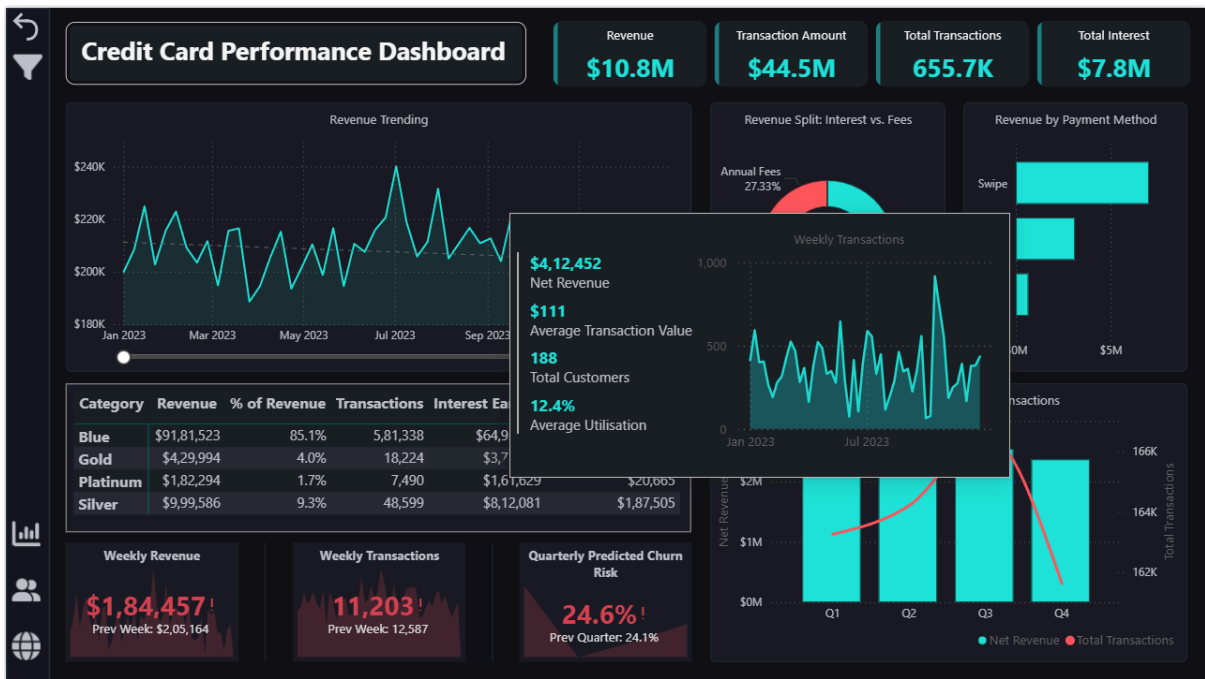 Credit Card Performance Dashboard
Revenue
$10.8M
Transaction Amount
$44.5M
Total Transactions
655.7K
Total Interest
$7.8M
Revenue Trending
$240K
$220K
$200K
$180K
Jan 2023 Mar 2023 May 2023 Jul 2023 Sep 2023
Revenue Split: Interest vs. Fees
Annual Fees
27.33%
Revenue by Payment Method
Swipe
$5M
Weekly Transactions
$4,12,452
Net Revenue
$111
Average Transaction Value
188
Total Customers
12.4%
Average Utilisation
1,000
500
0
Jan 2023 Jul 2023
Category Revenue % of Revenue Transactions Interest
Blue $91,81,523 85.1% 5,81,338
Gold $4,29,994 4.0% 18,224
Platinum $1,82,294 1.7% 7,490 $1,61,629 $20,665
Silver $9,99,586 9.3% 48,599 $8,12,081 $1,87,505
Net Revenue
$2M
$1M
$0M
Total Transactions
166K
164K
162K
Q1 Q2 Q3 Q4
Net Revenue Total Transactions
Weekly Revenue
$1,84,457!
Prev Week: $2,05,164
Weekly Transactions
11,203!
Prev Week: 12,587
Quarterly Predicted Churn
Risk
24.6%!
Prev Quarter: 24.1%